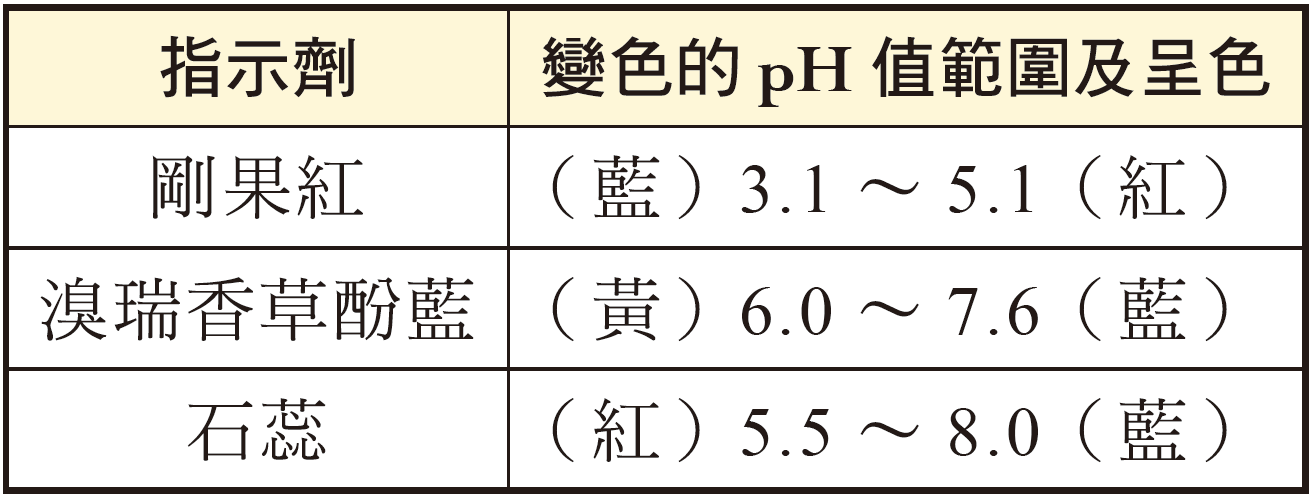 指示劑 變色的 pH 值範圍及呈色
剛果紅 （藍）3.1 ～ 5.1（紅）
溴瑞香草酚藍 （黃）6.0 ～ 7.6（藍）
石蕊 （紅）5.5 ～ 8.0（藍）